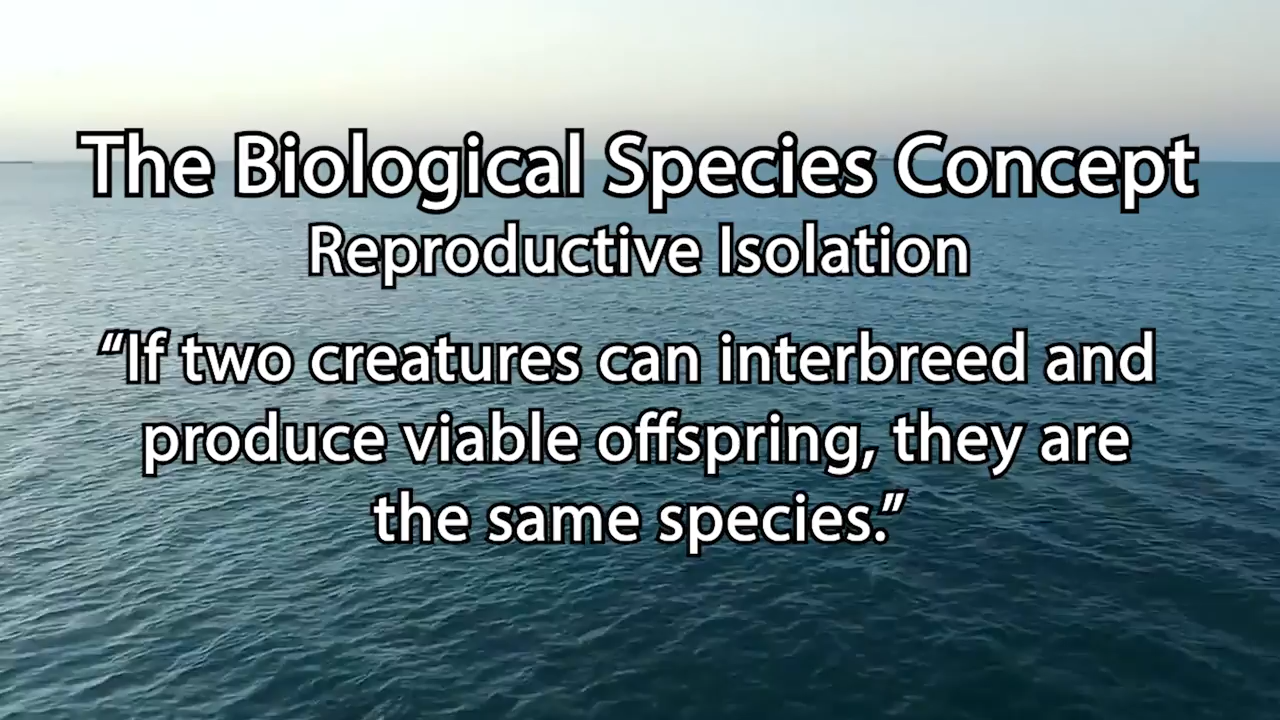 The Biological Species Concept
Reproductive Isolation
“If two creatures can interbreed and
produce viable offspring, they are
the same species.”